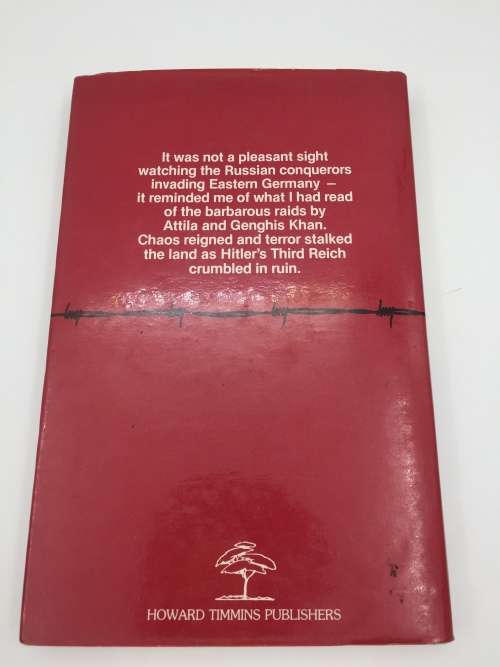 It was not a pleasant sight
watching the Russian conquerors
invading Eastern Germany —
it reminded me of what I had read
of the barbarous raids by
Attila and Genghis Khan.
Chaos reigned and terror stalked
the land as Hitler's Third Reich
crumbled in ruin.
HOWARD TIMMINS PUBLISHERS